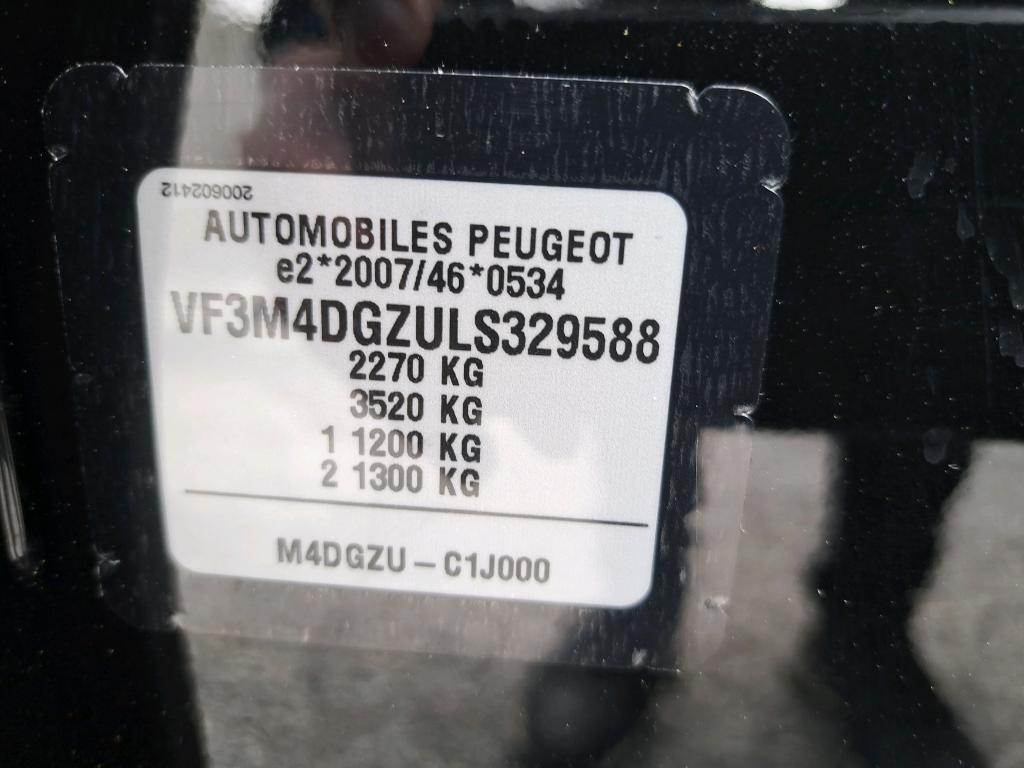 200602412
AUTOMOBILES PEUGEOT
e2*2007/46*0534
VF3M4DGZULS329588
2270 KG
3520 KG
1 1200 KG
2 1300 KG
M4DGZU – C1J000